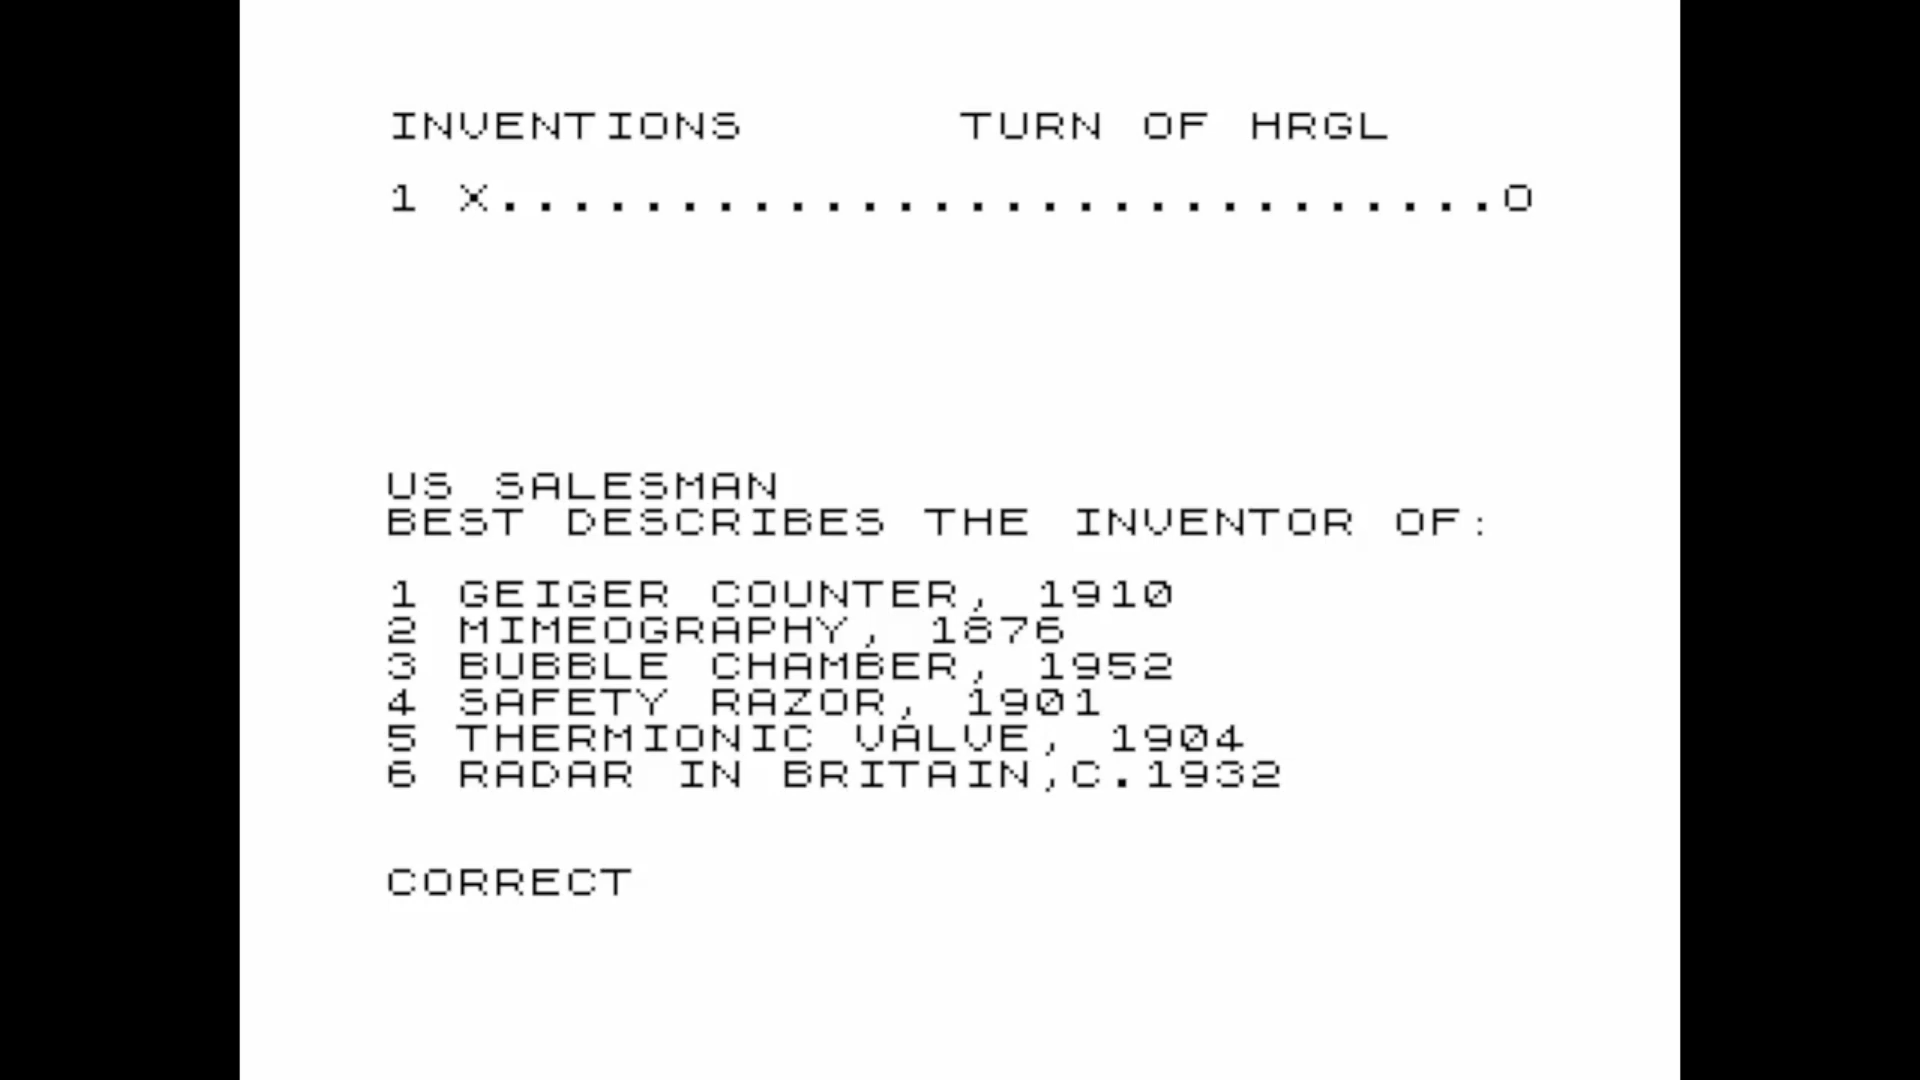 INVENTIONS TURN OF HRGL
1 X............................O
US SALESMAN
BEST DESCRIBES THE INVENTOR OF:
1 GEIGER COUNTER, 1910
2 MIMEOGRAPHY, 1876
3 BUBBLE CHAMBER, 1952
4 SAFETY RAZOR, 1901
5 THERMIONIC VALVE, 1904
6 RADAR IN BRITAIN,C.1932
CORRECT